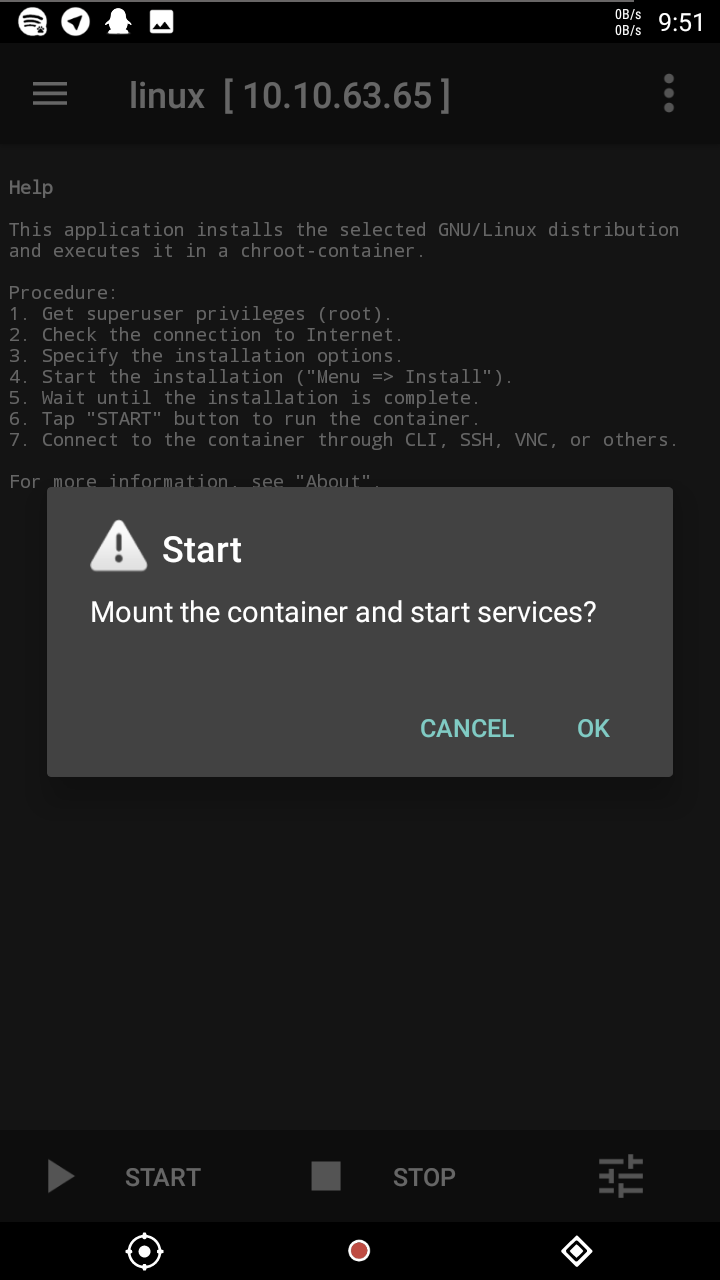 0B/s
0B/s
9:51
linux [ 10.10.63.65 ]
Help
This application installs the selected GNU/Linux distribution
and executes it in a chroot-container.
Procedure:
1. Get superuser privileges (root).
2. Check the connection to Internet.
3. Specify the installation options.
4. Start the installation ("Menu => Install").
5. Wait until the installation is complete.
6. Tap "START" button to run the container.
7. Connect to the container through CLI, SSH, VNC, or others.
For more information, see "About".
Start
Mount the container and start services?
CANCEL OK
START STOP